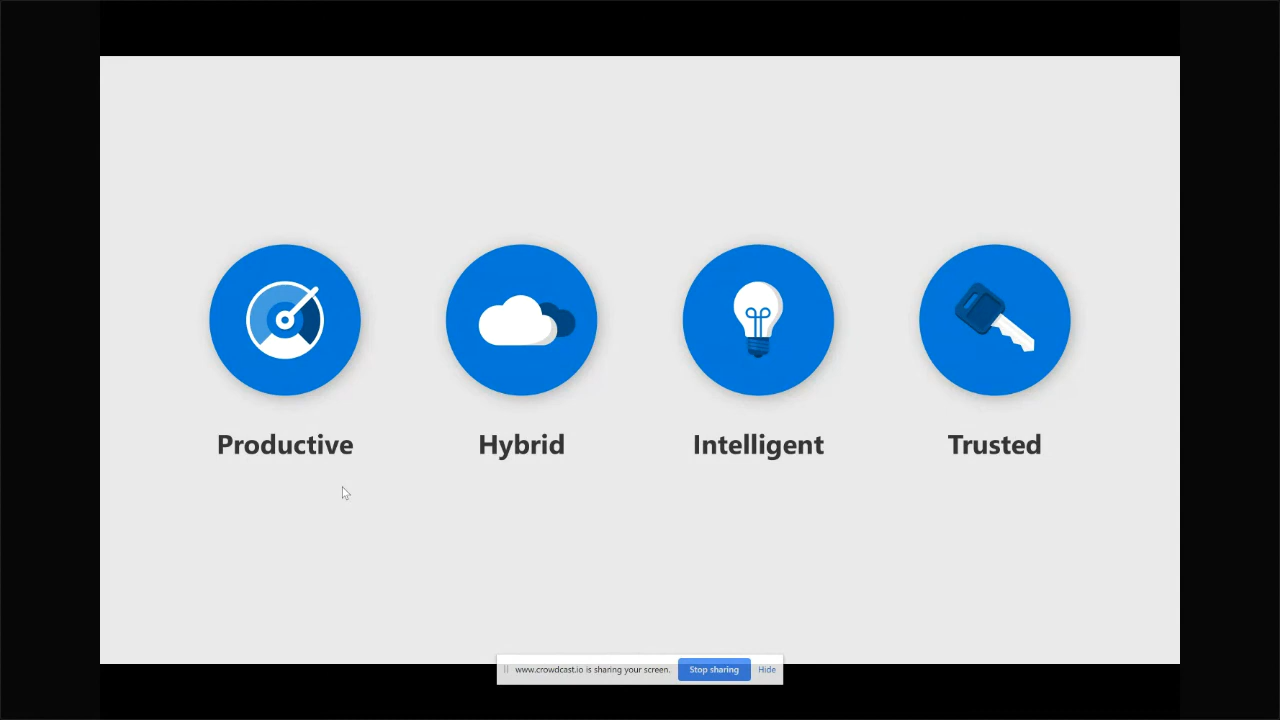 Productive
Hybrid
Intelligent
Trusted
www.crowdcast.io is sharing your screen. Stop sharing Hide